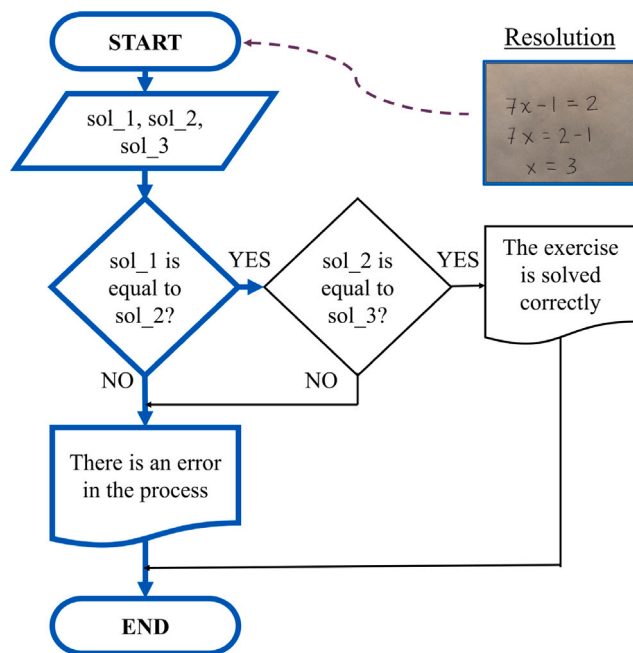 START
Resolution
7x-1 = 2
7x = 2-1
x = 3
sol_1, sol_2,
sol_3
sol_1 is
equal to
sol_2?
YES
sol_2 is
equal to
sol_3?
YES
The exercise
is solved
correctly
NO
NO
There is an error
in the process
END